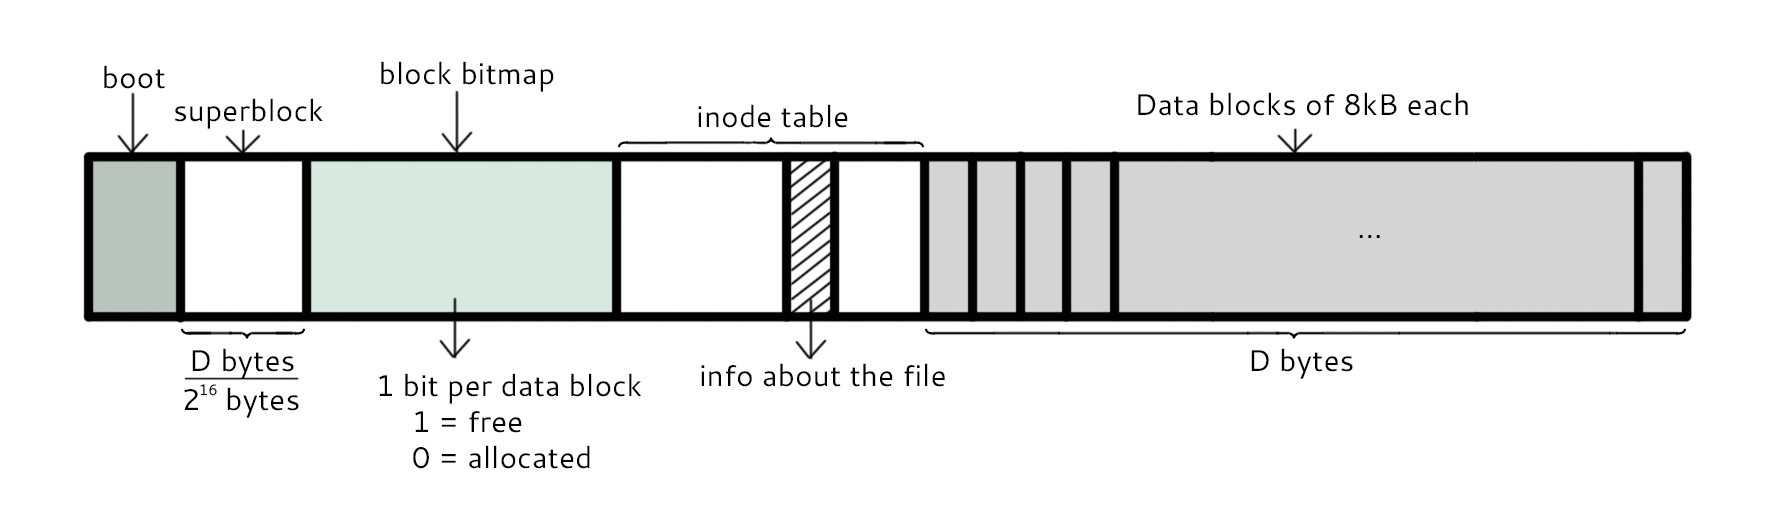 boot
superblock
block bitmap
inode table
Data blocks of 8kB each
...
D bytes
2¹⁶ bytes
1 bit per data block
1 = free
0 = allocated
info about the file
D bytes